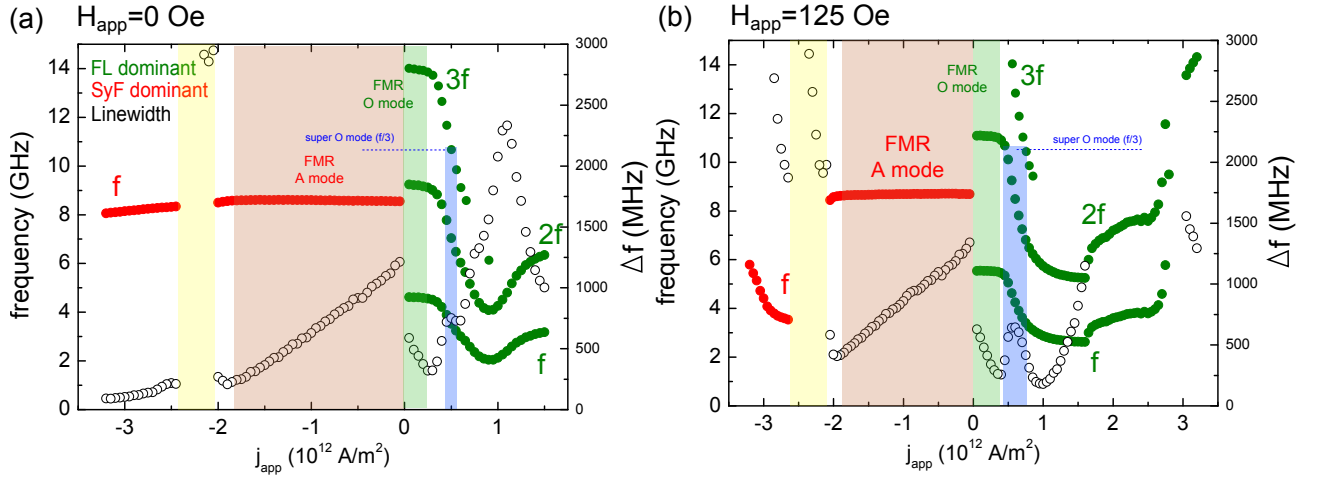 (a) H_app=0 Oe
FL dominant
SyF dominant
Linewidth
FMR
O mode
3f
super O mode (f/3)
FMR
A mode
f
2f
f
frequency (GHz)
14
12
10
8
6
4
2
0
-3 -2 -1 0 1
j_app (10^12 A/m^2)
3000
2500
2000
1500
1000
500
0
Δf (MHz)
(b) H_app=125 Oe
FMR
O mode
3f
super O mode (f/3)
FMR
A mode
2f
f
f
frequency (GHz)
14
12
10
8
6
4
2
0
-3 -2 -1 0 1 2 3
j_app (10^12 A/m^2)
3000
2500
2000
1500
1000
500
0
Δf (MHz)